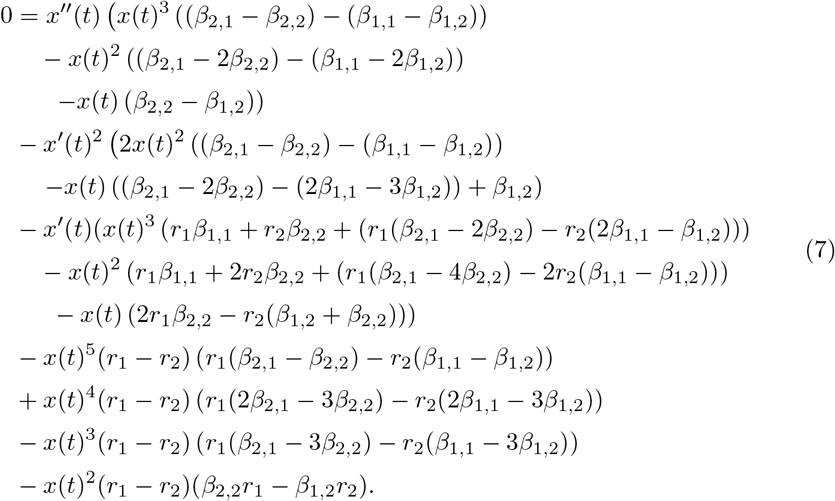 0 = x''(t) (x(t)^3 ((β_{2,1} − β_{2,2}) − (β_{1,1} − β_{1,2}))
− x(t)^2 ((β_{2,1} − 2β_{2,2}) − (β_{1,1} − 2β_{1,2}))
−x(t) (β_{2,2} − β_{1,2}))
− x'(t)^2 (2x(t)^2 ((β_{2,1} − β_{2,2}) − (β_{1,1} − β_{1,2}))
−x(t) ((β_{2,1} − 2β_{2,2}) − (2β_{1,1} − 3β_{1,2})) + β_{1,2})
− x'(t)(x(t)^3 (r_1β_{1,1} + r_2β_{2,2} + (r_1(β_{2,1} − 2β_{2,2}) − r_2(2β_{1,1} − β_{1,2})))
− x(t)^2 (r_1β_{1,1} + 2r_2β_{2,2} + (r_1(β_{2,1} − 4β_{2,2}) − 2r_2(β_{1,1} − β_{1,2})))
− x(t) (2r_1β_{2,2} − r_2(β_{1,2} + β_{2,2})))
− x(t)^5(r_1 − r_2) (r_1(β_{2,1} − β_{2,2}) − r_2(β_{1,1} − β_{1,2}))
+ x(t)^4(r_1 − r_2) (r_1(2β_{2,1} − 3β_{2,2}) − r_2(2β_{1,1} − 3β_{1,2}))
− x(t)^3(r_1 − r_2) (r_1(β_{2,1} − 3β_{2,2}) − r_2(β_{1,1} − 3β_{1,2}))
− x(t)^2(r_1 − r_2)(β_{2,2}r_1 − β_{1,2}r_2).
(7)